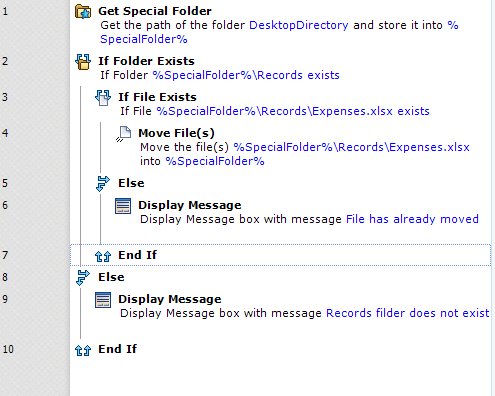 1 Get Special Folder
Get the path of the folder DesktopDirectory and store it into %
SpecialFolder%
2 If Folder Exists
If Folder %SpecialFolder%\Records exists
3 If File Exists
If File %SpecialFolder%\Records\Expenses.xlsx exists
4 Move File(s)
Move the file(s) %SpecialFolder%\Records\Expenses.xlsx
into %SpecialFolder%
5 Else
6 Display Message
Display Message box with message File has already moved
7 End If
8 Else
9 Display Message
Display Message box with message Records filder does not exist
10 End If